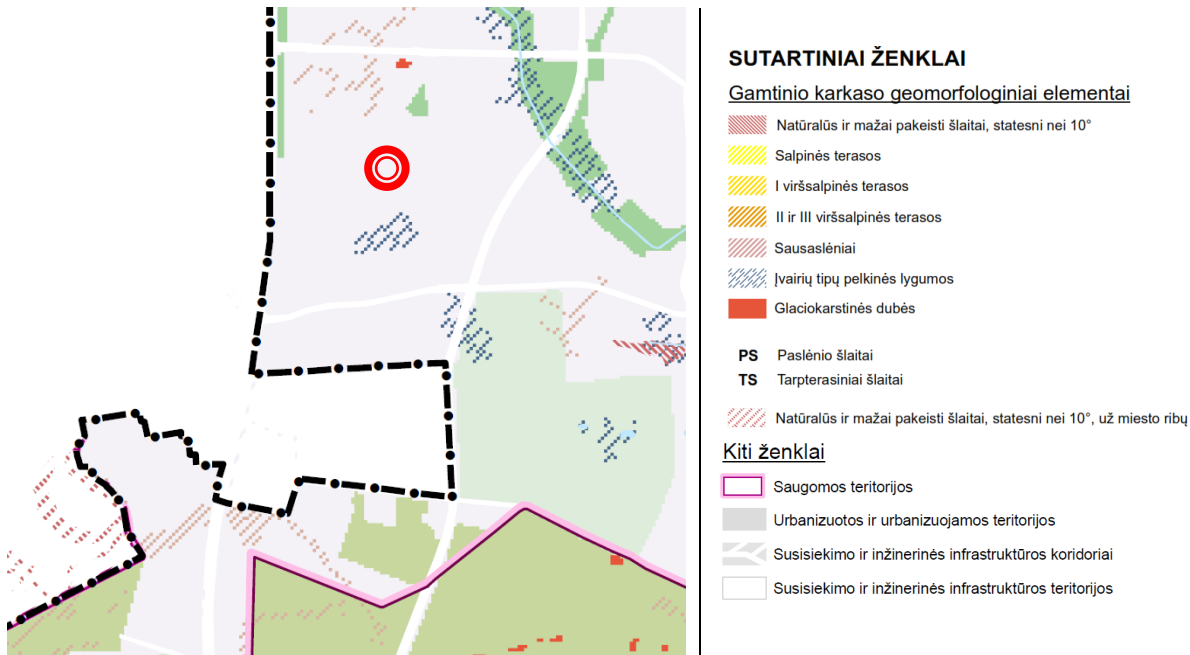 SUTARTINIAI ŽENKLAI
Gamtinio karkaso geomorfologiniai elementai
Natūralūs ir mažai pakeisti šlaitai, statesni nei 10°
Salpinės terasos
I viršsalpinės terasos
II ir III viršsalpinės terasos
Sausaslėniai
Įvairių tipų pelkinės lygumos
Glaciokarstinės dubės
PS Paslėnio šlaitai
TS Tarpterasiniai šlaitai
Natūralūs ir mažai pakeisti šlaitai, statesni nei 10°, už miesto ribų
Kiti ženklai
Saugomos teritorijos
Urbanizuotos ir urbanizuojamos teritorijos
Susisiekimo ir inžinerinės infrastruktūros koridoriai
Susisiekimo ir inžinerinės infrastruktūros teritorijos